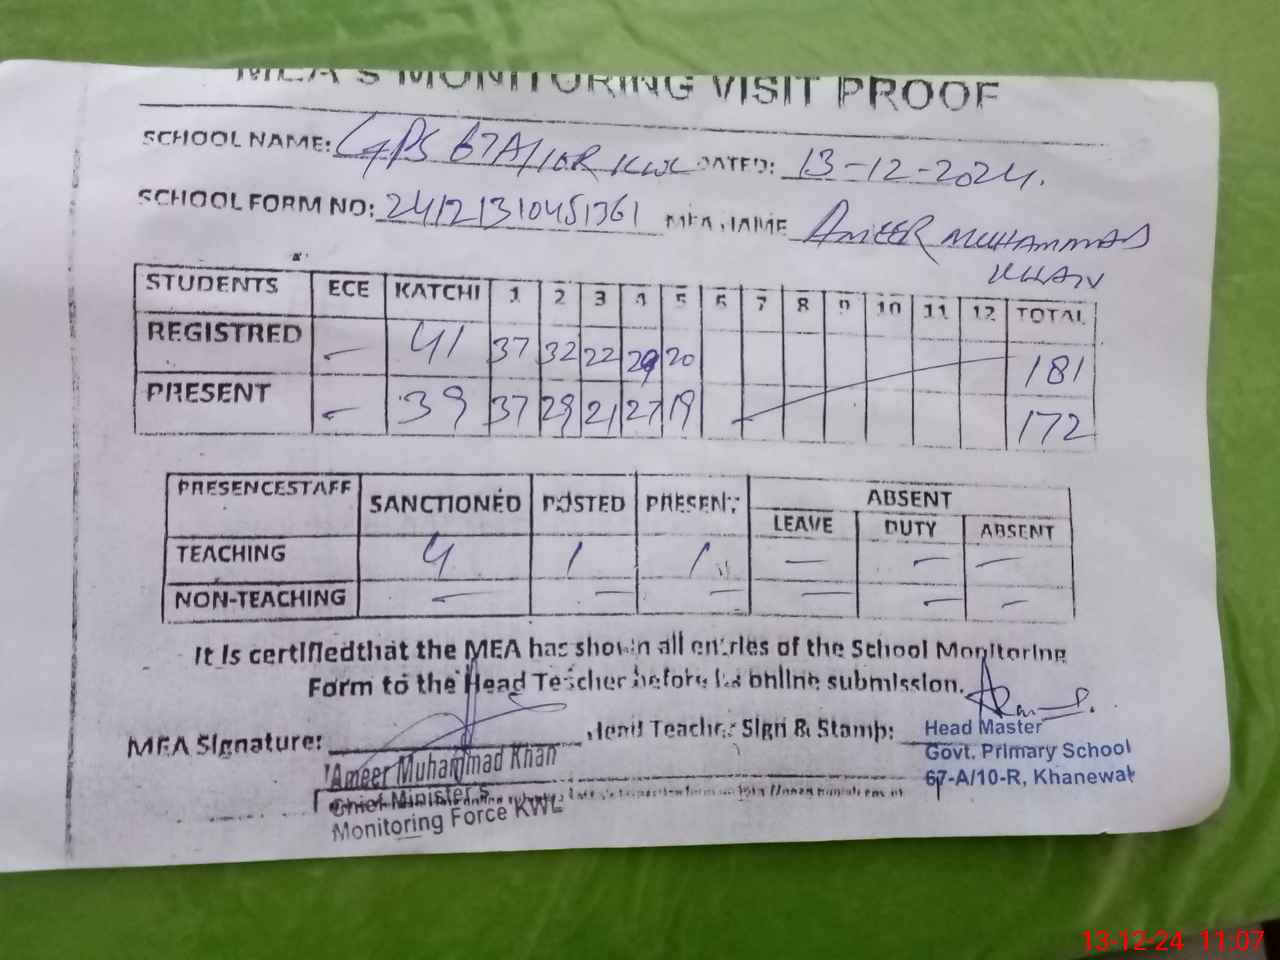 MEA'S MONITORING VISIT PROOF
SCHOOL NAME: GPS 67A/10R KWL DATED: 13-12-2024.
SCHOOL FORM NO: 24121310451361 MEA NAME AMEER MUHAMMAD
KHAN
STUDENTS ECE KATCHI 1 2 3 4 5 6 7 8 9 10 11 12 TOTAL
REGISTRED - 41 37 32 22 29 20 181
PRESENT - 39 37 29 21 27 19 172
PRESENCESTAFF SANCTIONED POSTED PRESENT ABSENT
LEAVE DUTY ABSENT
TEACHING 4 1 1 - - -
NON-TEACHING - - - - - -
It is certifiedthat the MEA has shown all entries of the School Monitoring
Form to the Head Teacher before its online submission.
MEA Signature: Head Teacher Sign & Stamp:
Head Master
Govt. Primary School
67-A/10-R, Khanewal
Ameer Muhammad Khan
Chief Minister's
Monitoring Force KWL
13-12-24 11:07